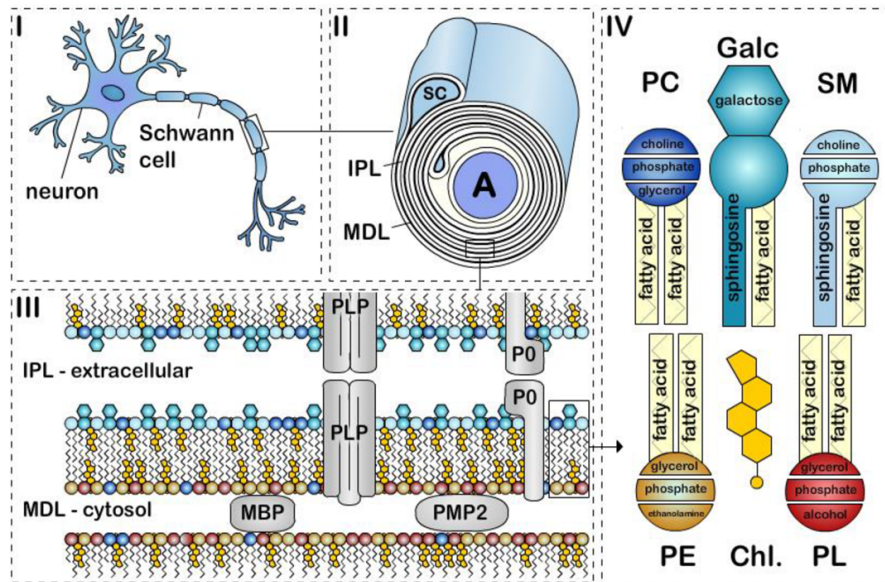 I
neuron
Schwann
cell
II
SC
IPL
A
MDL
III
PLP
P0
IPL - extracellular
P0
PLP
MDL - cytosol
MBP
PMP2
IV
Galc
PC
SM
galactose
choline
phosphate
glycerol
choline
phosphate
fatty acid
fatty acid
sphingosine
fatty acid
sphingosine
fatty acid
fatty acid
fatty acid
fatty acid
fatty acid
glycerol
phosphate
ethanolamine
glycerol
phosphate
alcohol
PE
Chl.
PL